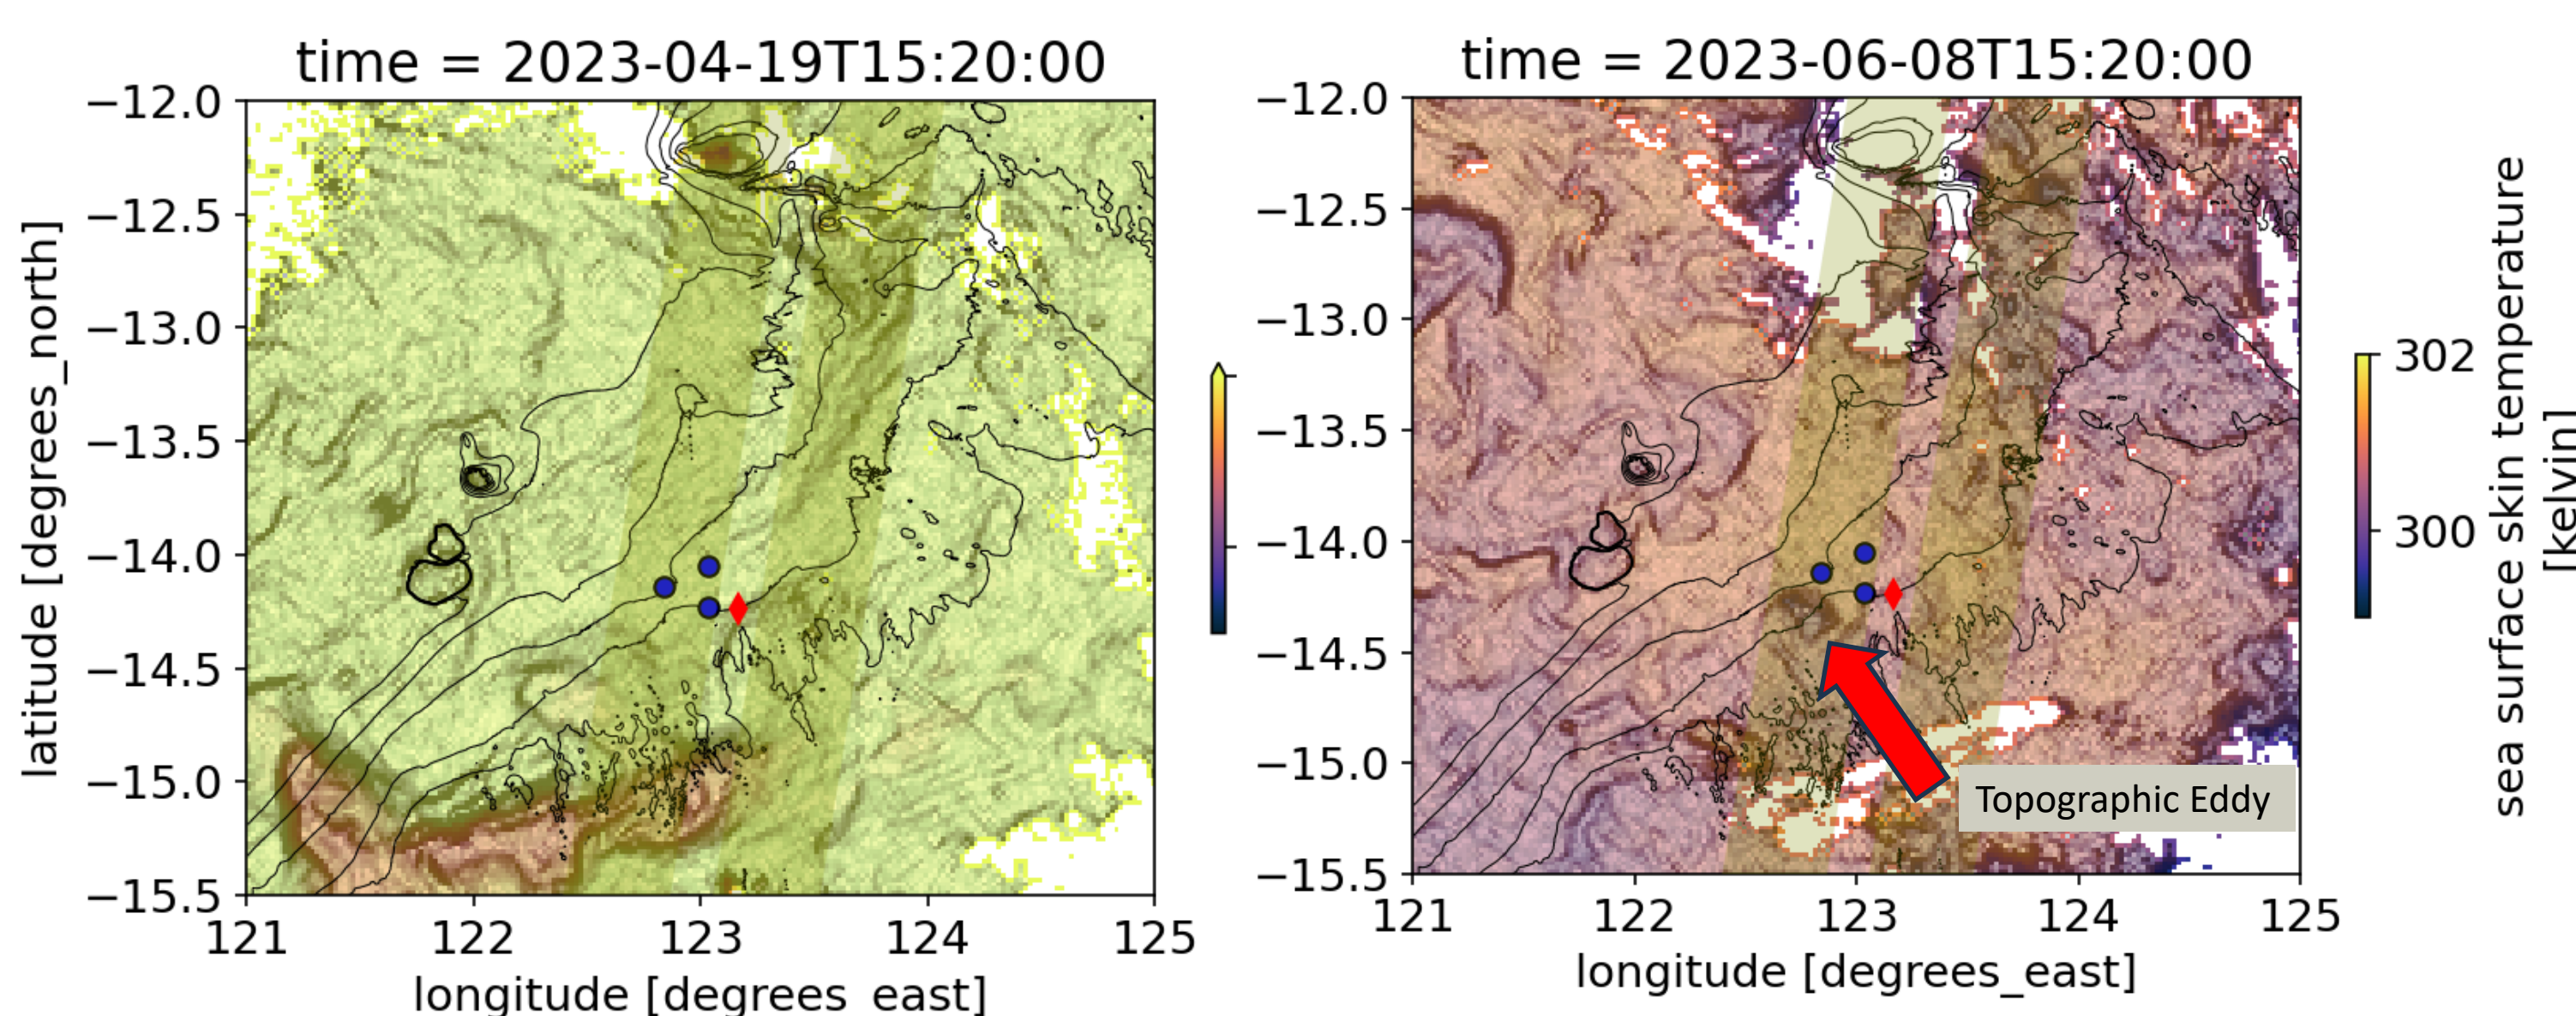 time = 2023-04-19T15:20:00
−12.0
−12.5
−13.0
−13.5
−14.0
−14.5
−15.0
−15.5
latitude [degrees_north]
121 122 123 124 125
longitude [degrees east]
time = 2023-06-08T15:20:00
−12.0
−12.5
−13.0
−13.5
−14.0
−14.5
−15.0
−15.5
Topographic Eddy
121 122 123 124 125
longitude [degrees_east]
302
300
sea surface skin temperature
[kelvin]